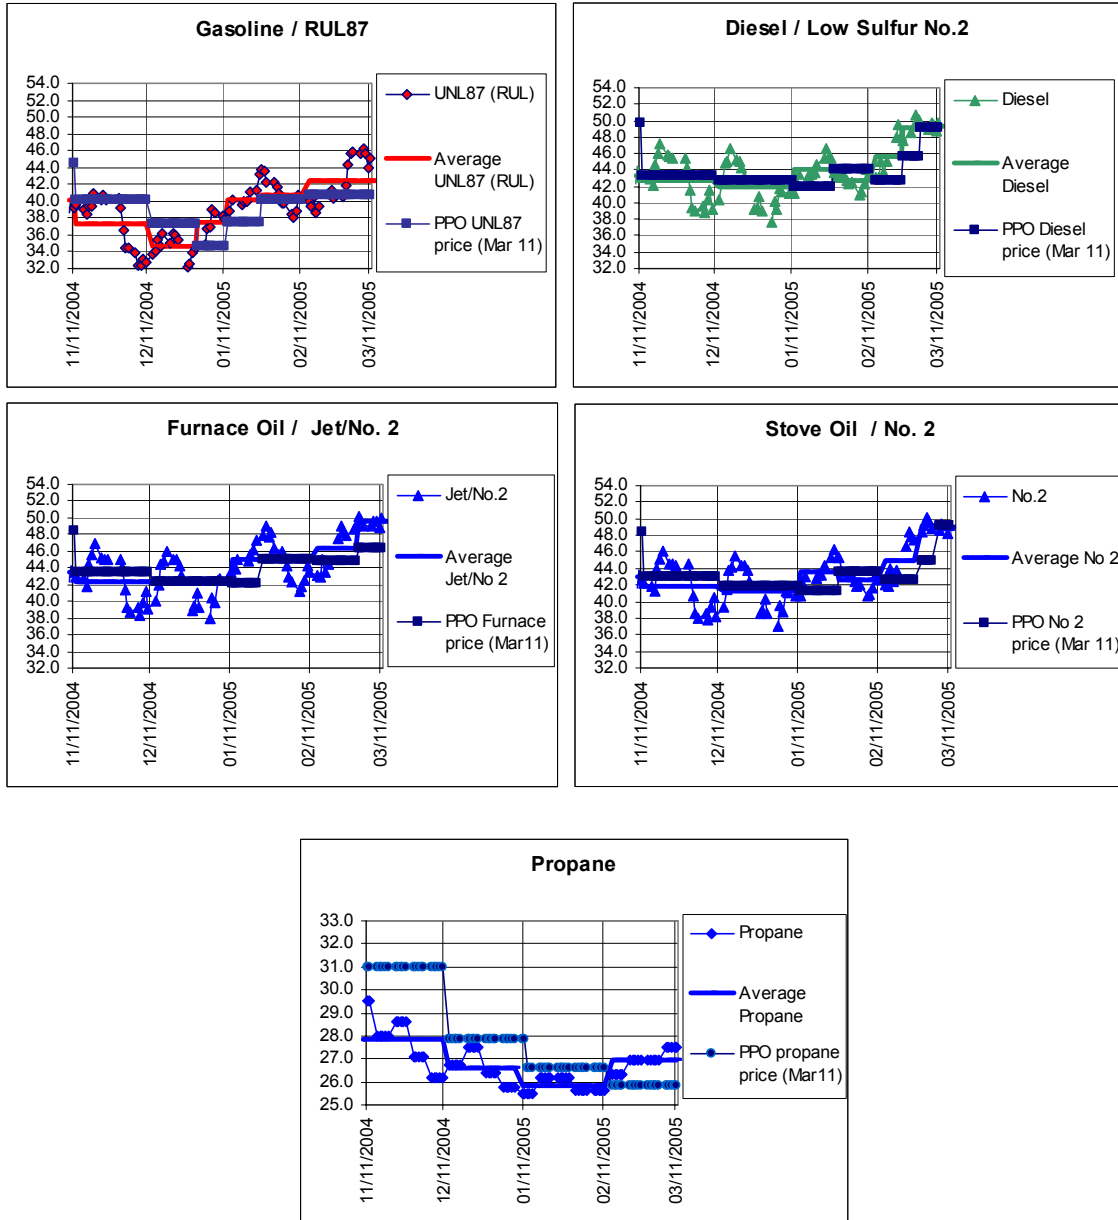 Gasoline / RUL87
54.0
52.0
50.0
48.0
46.0
44.0
42.0
40.0
38.0
36.0
34.0
32.0
11/11/2004
12/11/2004
01/11/2005
02/11/2005
03/11/2005
UNL87 (RUL)
Average
UNL87 (RUL)
PPO UNL87
price (Mar 11)
Diesel / Low Sulfur No.2
54.0
52.0
50.0
48.0
46.0
44.0
42.0
40.0
38.0
36.0
34.0
32.0
11/11/2004
12/11/2004
01/11/2005
02/11/2005
03/11/2005
Diesel
Average
Diesel
PPO Diesel
price (Mar 11)
Furnace Oil / Jet/No. 2
54.0
52.0
50.0
48.0
46.0
44.0
42.0
40.0
38.0
36.0
34.0
32.0
11/11/2004
12/11/2004
01/11/2005
02/11/2005
03/11/2005
Jet/No.2
Average
Jet/No 2
PPO Furnace
price (Mar11)
Stove Oil / No. 2
54.0
52.0
50.0
48.0
46.0
44.0
42.0
40.0
38.0
36.0
34.0
32.0
11/11/2004
12/11/2004
01/11/2005
02/11/2005
03/11/2005
No.2
Average No 2
PPO No 2
price (Mar 11)
Propane
33.0
32.0
31.0
30.0
29.0
28.0
27.0
26.0
25.0
11/11/2004
12/11/2004
01/11/2005
02/11/2005
03/11/2005
Propane
Average
Propane
PPO propane
price (Mar11)